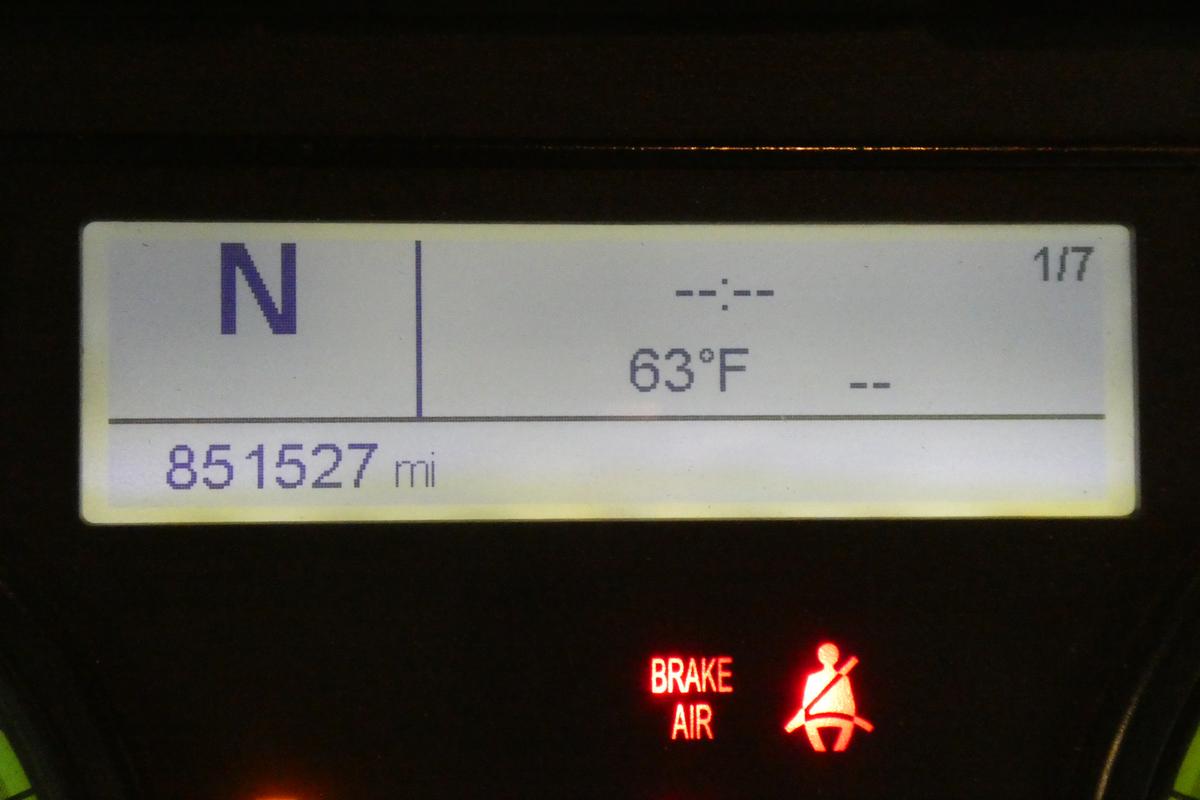 N
1/7
--:--
63°F --
851527 mi
BRAKE
AIR